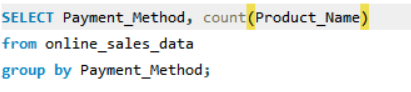 SELECT Payment_Method, count(Product_Name)
from online_sales_data
group by Payment_Method;